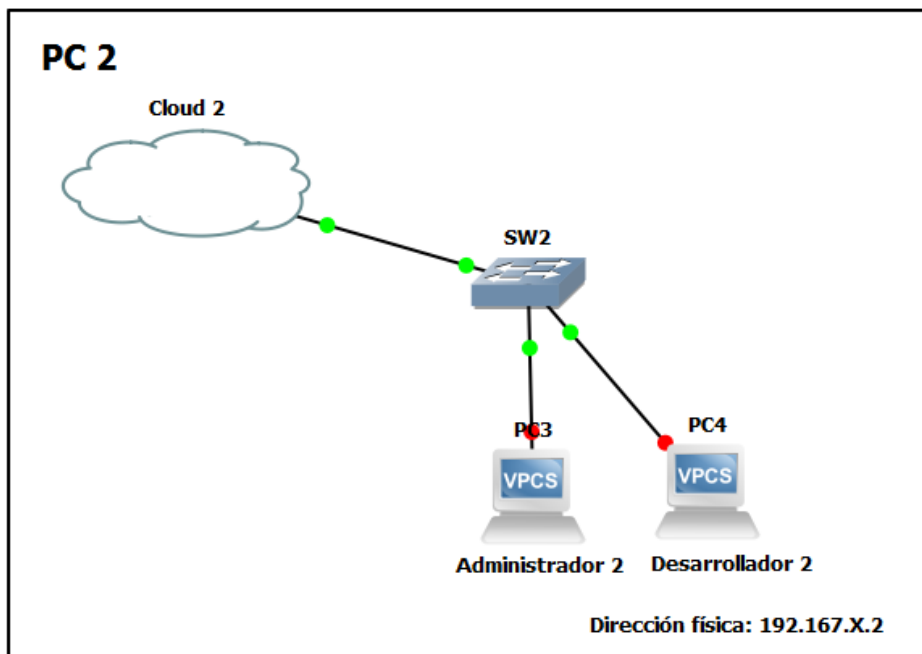 PC 2
Cloud 2
SW2
PC3
PC4
VPCS
VPCS
Administrador 2
Desarrollador 2
Dirección física: 192.167.X.2